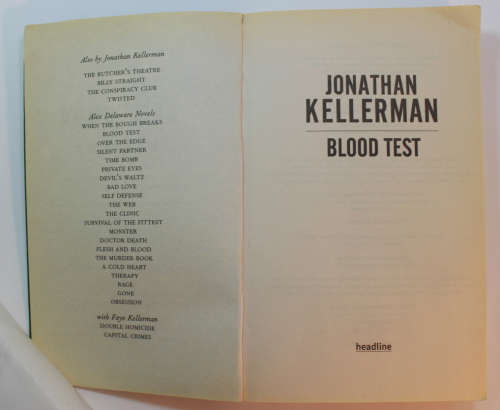 Also by Jonathan Kellerman
THE BUTCHER'S THEATRE
BILLY STRAIGHT
THE CONSPIRACY CLUB
TWISTED
Alex Delaware Novels
WHEN THE BOUGH BREAKS
BLOOD TEST
OVER THE EDGE
SILENT PARTNER
TIME BOMB
PRIVATE EYES
DEVIL'S WALTZ
BAD LOVE
SELF DEFENSE
THE WEB
THE CLINIC
SURVIVAL OF THE FITTEST
MONSTER
DOCTOR DEATH
FLESH AND BLOOD
THE MURDER BOOK
A COLD HEART
THERAPY
RAGE
GONE
OBSESSION
with Faye Kellerman
DOUBLE HOMICIDE
CAPITAL CRIMES
JONATHAN
KELLERMAN
BLOOD TEST
headline